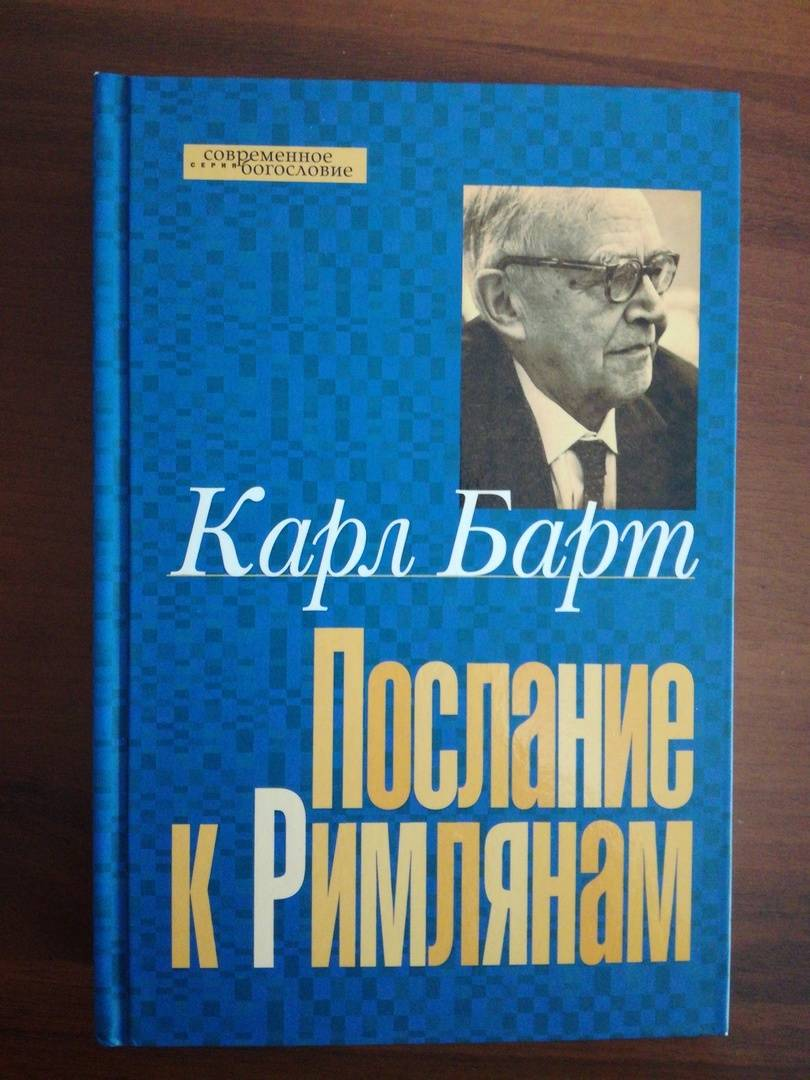 современное
серия богословие
Карл Барт
Послание
к Римлянам